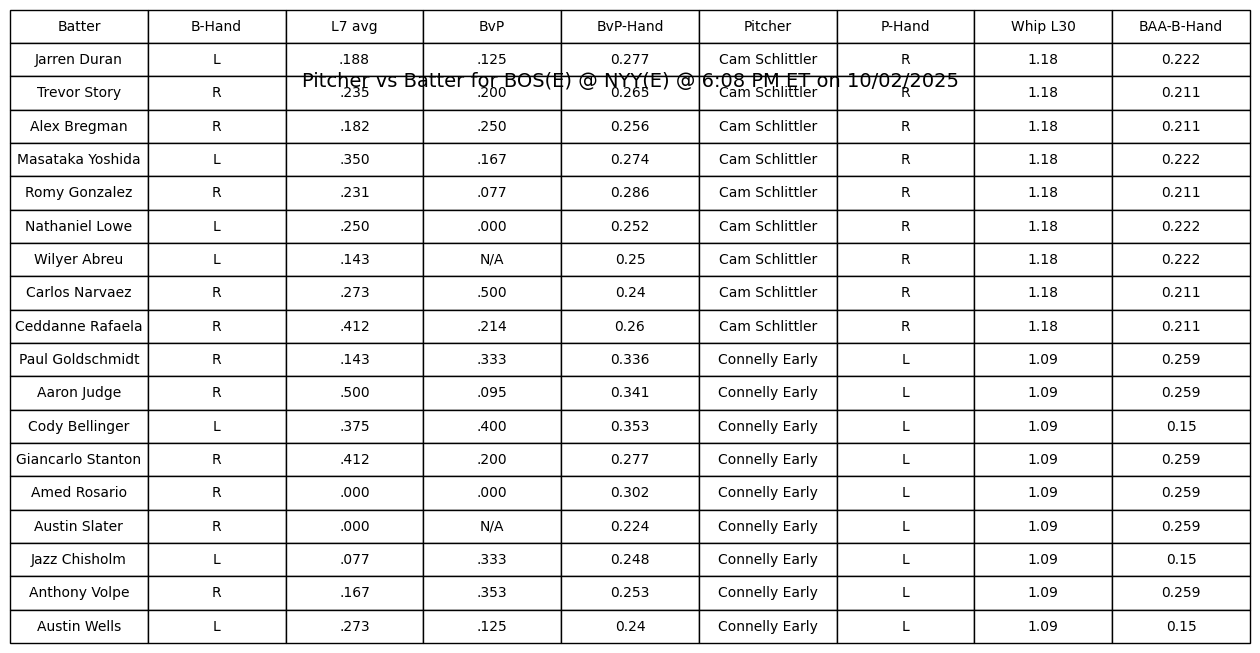 Batter B-Hand L7 avg BvP BvP-Hand Pitcher P-Hand Whip L30 BAA-B-Hand
Jarren Duran L .188 .125 0.277 Cam Schlittler R 1.18 0.222
Pitcher vs Batter for BOS(E) @ NYY(E) @ 6:08 PM ET on 10/02/2025
Trevor Story R .235 .200 0.265 Cam Schlittler R 1.18 0.211
Alex Bregman R .182 .250 0.256 Cam Schlittler R 1.18 0.211
Masataka Yoshida L .350 .167 0.274 Cam Schlittler R 1.18 0.222
Romy Gonzalez R .231 .077 0.286 Cam Schlittler R 1.18 0.211
Nathaniel Lowe L .250 .000 0.252 Cam Schlittler R 1.18 0.222
Wilyer Abreu L .143 N/A 0.25 Cam Schlittler R 1.18 0.222
Carlos Narvaez R .273 .500 0.24 Cam Schlittler R 1.18 0.211
Ceddanne Rafaela R .412 .214 0.26 Cam Schlittler R 1.18 0.211
Paul Goldschmidt R .143 .333 0.336 Connelly Early L 1.09 0.259
Aaron Judge R .500 .095 0.341 Connelly Early L 1.09 0.259
Cody Bellinger L .375 .400 0.353 Connelly Early L 1.09 0.15
Giancarlo Stanton R .412 .200 0.277 Connelly Early L 1.09 0.259
Amed Rosario R .000 .000 0.302 Connelly Early L 1.09 0.259
Austin Slater R .000 N/A 0.224 Connelly Early L 1.09 0.259
Jazz Chisholm L .077 .333 0.248 Connelly Early L 1.09 0.15
Anthony Volpe R .167 .353 0.253 Connelly Early L 1.09 0.259
Austin Wells L .273 .125 0.24 Connelly Early L 1.09 0.15